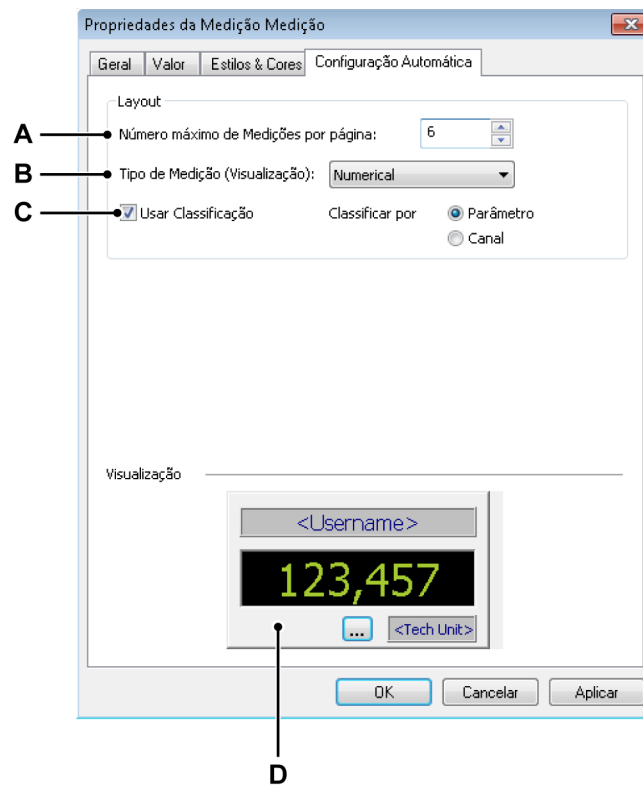 Propriedades da Medição Medição
Geral Valor Estilos & Cores Configuração Automática
Layout
A Número máximo de Medições por página: 6
B Tipo de Medição (Visualização): Numerical
C Usar Classificação Classificar por Parâmetro
Canal
Visualização
<Username>
123,457
... <Tech Unit>
OK Cancelar Aplicar
D